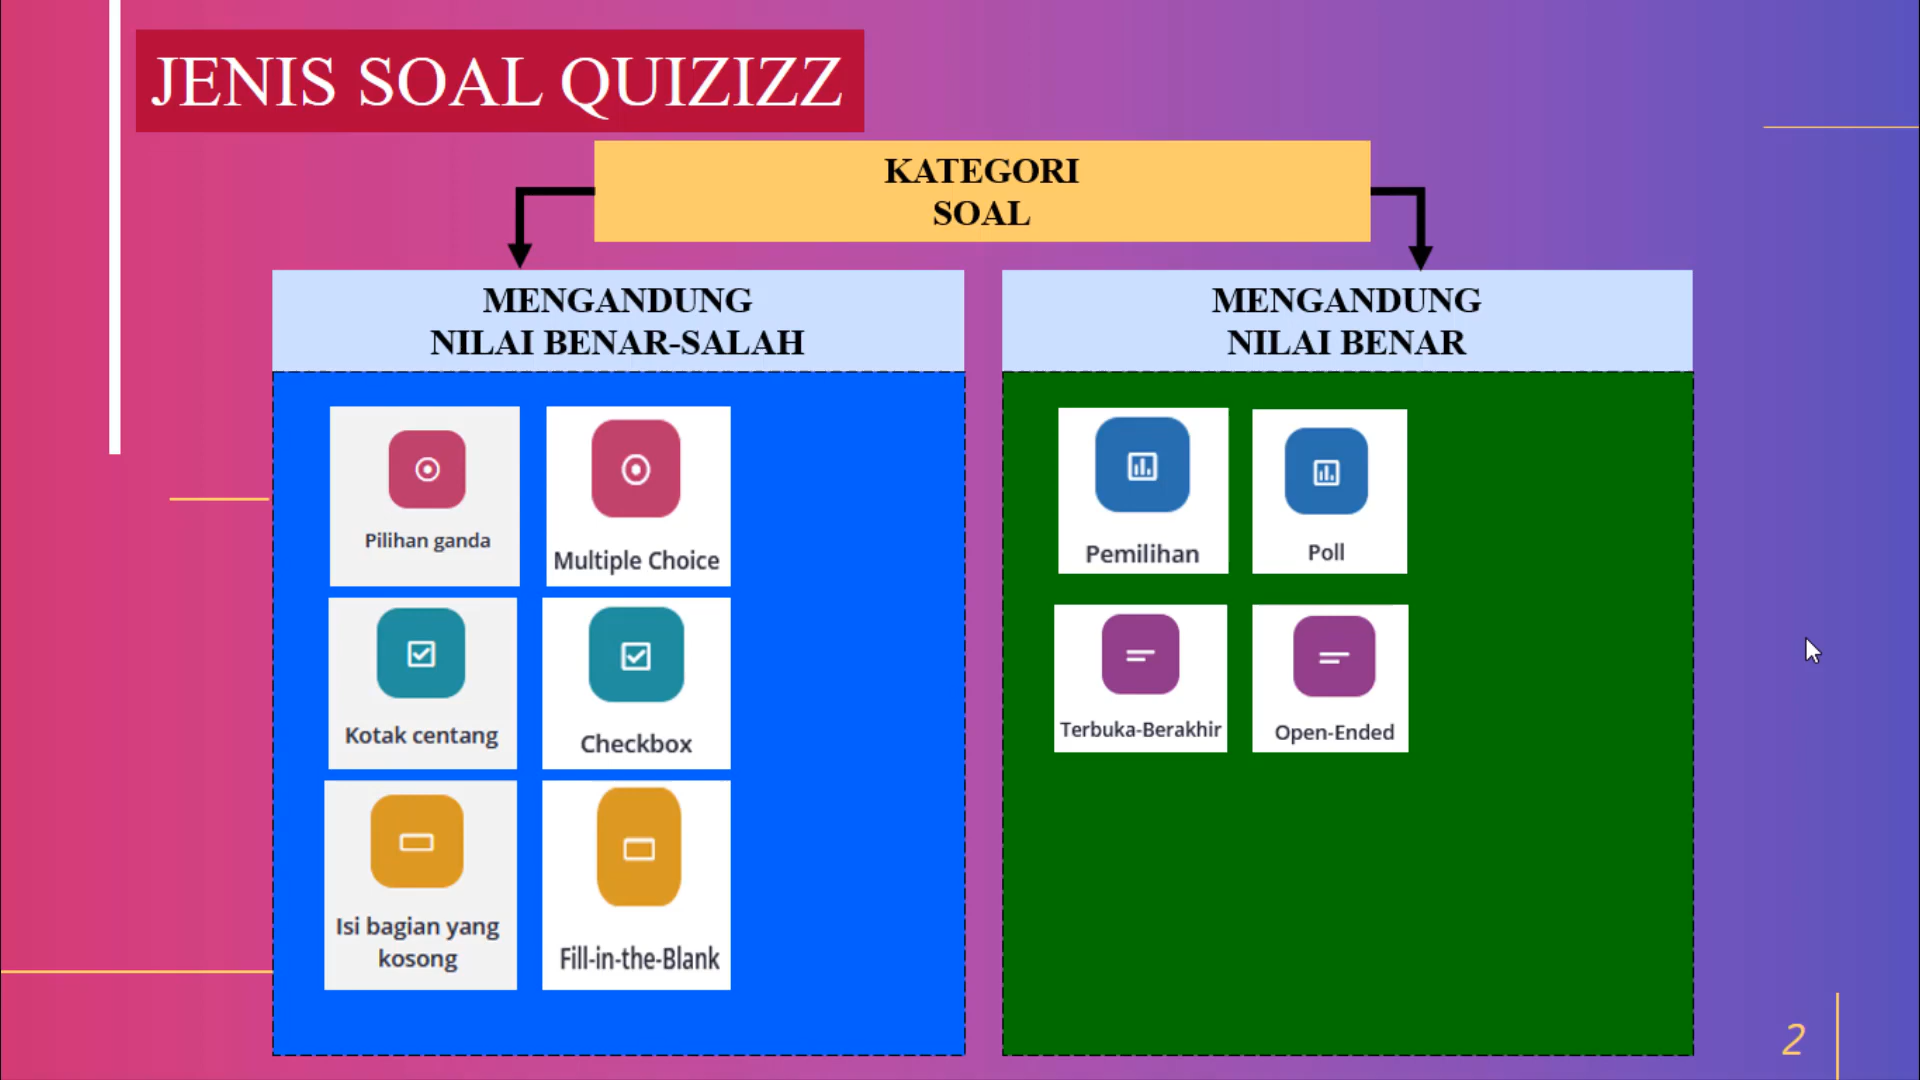 JENIS SOAL QUIZIZZ
KATEGORI
SOAL
MENGANDUNG
NILAI BENAR-SALAH
Pilihan ganda
Multiple Choice
Kotak centang
Checkbox
Isi bagian yang
kosong
Fill-in-the-Blank
MENGANDUNG
NILAI BENAR
Pemilihan
Poll
Terbuka-Berakhir
Open-Ended
2